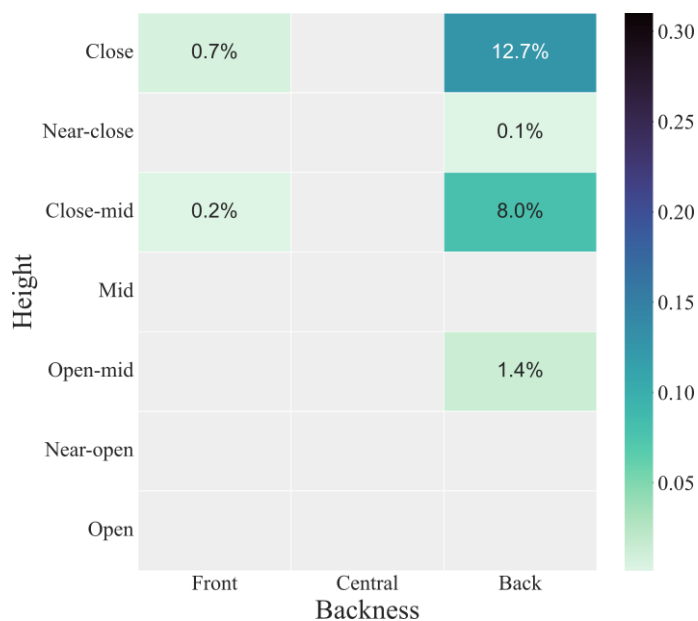 Close 0.7% 12.7%
Near-close 0.1%
Close-mid 0.2% 8.0%
Mid
Open-mid 1.4%
Near-open
Open
Front Central Back
Backness
Height
0.30
0.25
0.20
0.15
0.10
0.05